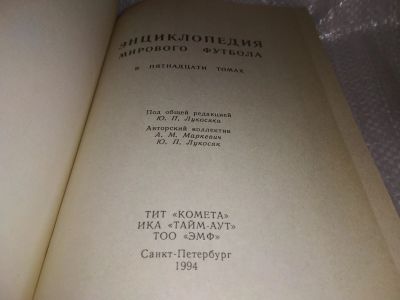 ЭНЦИКЛОПЕДИЯ
МИРОВОГО ФУТБОЛА
В ПЯТНАДЦАТИ ТОМАХ
Под общей редакцией
Ю. П. Лукосяка
Авторский коллектив
А. М. Маркевич
Ю. П. Лукосяк
ТИТ «КОМЕТА»
ИКА «ТАЙМ-АУТ»
ТОО «ЭМФ»
Санкт-Петербург
1994